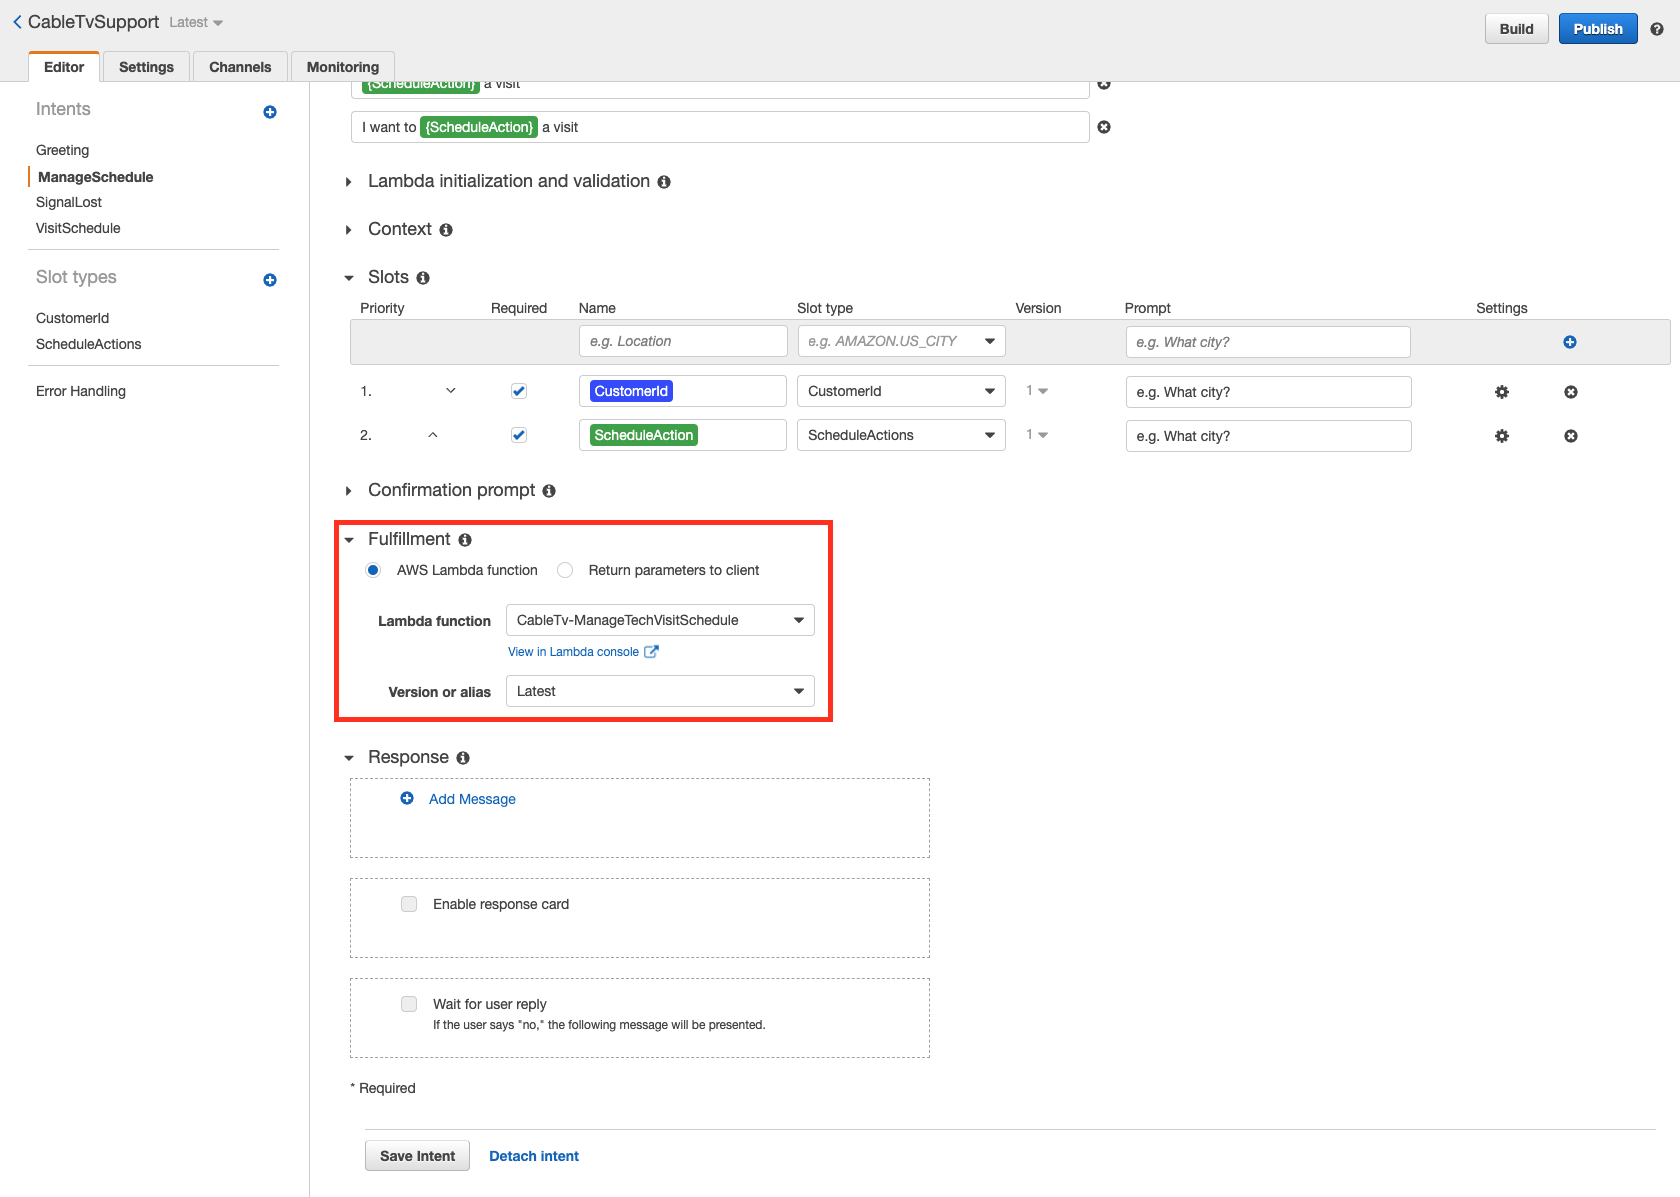 CableTvSupport Latest
Build Publish
Editor Settings Channels Monitoring
Intents
Greeting
ManageSchedule
SignalLost
VisitSchedule
Slot types
CustomerId
ScheduleActions
Error Handling
{ScheduleAction} a visit
I want to {ScheduleAction} a visit
Lambda initialization and validation
Context
Slots
Priority Required Name Slot type Version Prompt Settings
e.g. Location e.g. AMAZON.US_CITY e.g. What city?
1. CustomerId CustomerId 1 e.g. What city?
2. ScheduleAction ScheduleActions 1 e.g. What city?
Confirmation prompt
Fulfillment
AWS Lambda function Return parameters to client
Lambda function CableTv-ManageTechVisitSchedule
View in Lambda console
Version or alias Latest
Response
Add Message
Enable response card
Wait for user reply
If the user says "no," the following message will be presented.
* Required
Save Intent Detach intent